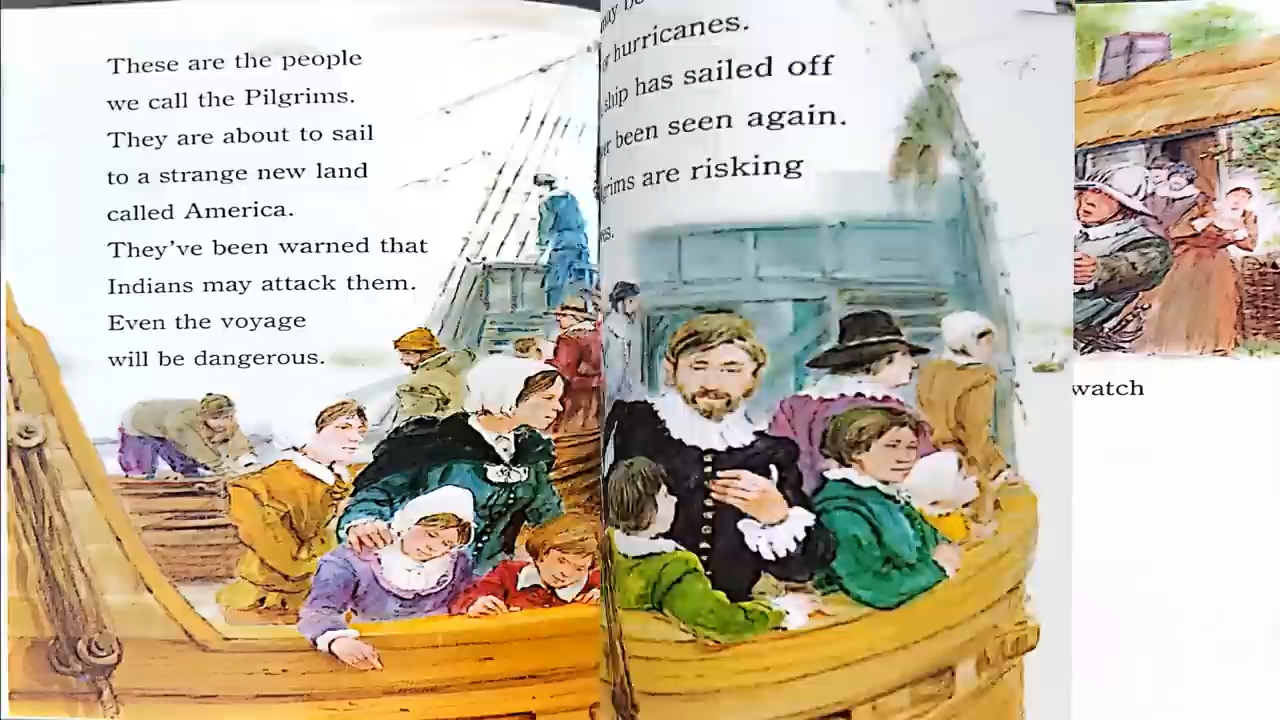 These are the people
we call the Pilgrims.
They are about to sail
to a strange new land
called America.
They've been warned that
Indians may attack them.
Even the voyage
will be dangerous.
hurricanes.
ship has sailed off
been seen again.
are risking
watch